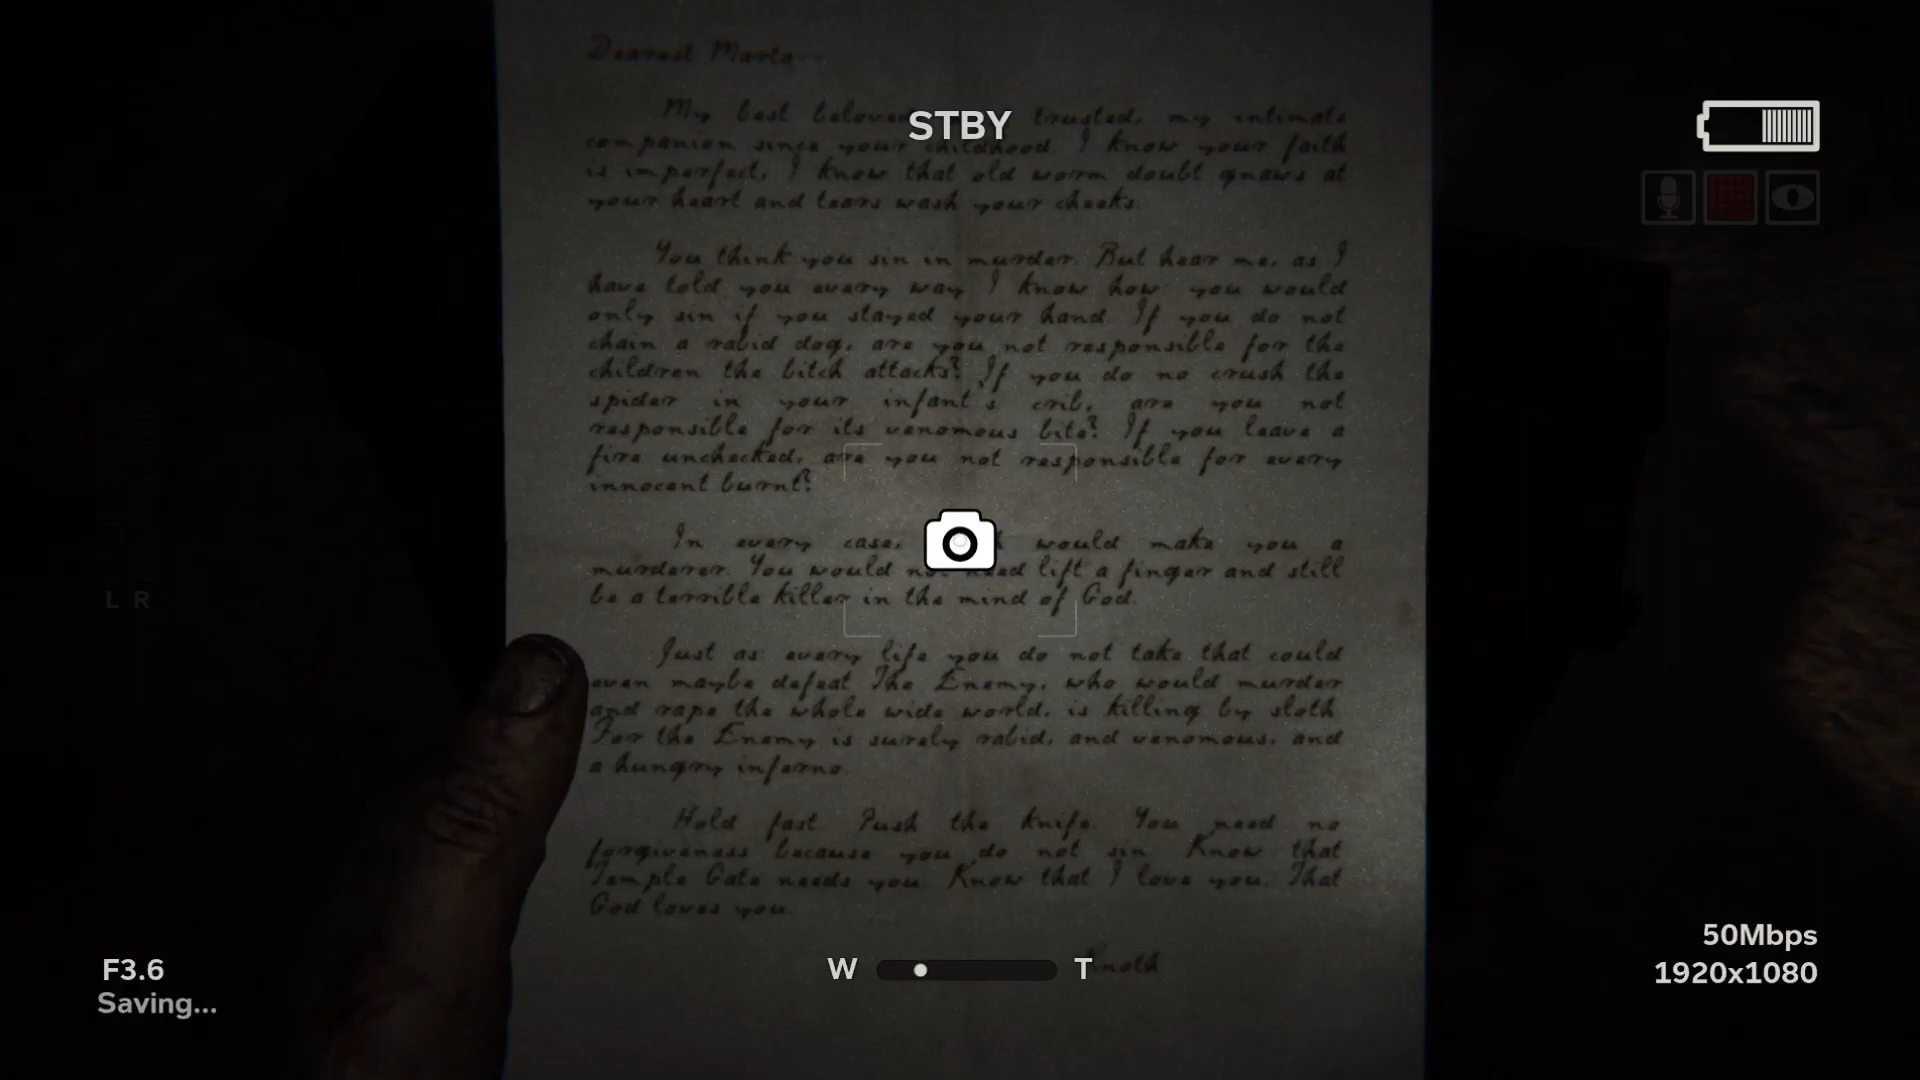 Dearest Marta--
STBY
My best trusted, my intimate
companion since your childhood. I know your faith
is imperfect, I know that old worm doubt gnaws at
your heart and tears wash your cheeks.
You think you sin in murder. But hear me, as I
have told you every way I know how: you would
only sin if you stayed your hand. If you do not
chain a rabid dog, are you not responsible for the
children the bitch attacks? If you do no crush the
spider in your infant's crib, are you not
responsible for its venomous bite? If you leave a
fire unchecked, are you not responsible for every
innocent burnt?
In every case, would make you a
murderer. You would not need lift a finger and still
be a terrible killer in the mind of God.
L R
Just as every life you do not take that could
even maybe defeat The Enemy, who would murder
and rape the whole wide world, is killing by sloth.
For the Enemy is surely rabid, and venomous, and
a hungry inferno.
Hold fast. Push the knife. You need no
forgiveness because you do not sin. Know that
Temple Gate needs you. Know that I love you. That
God loves you.
Knoth
W T
F3.6
Saving...
50Mbps
1920x1080